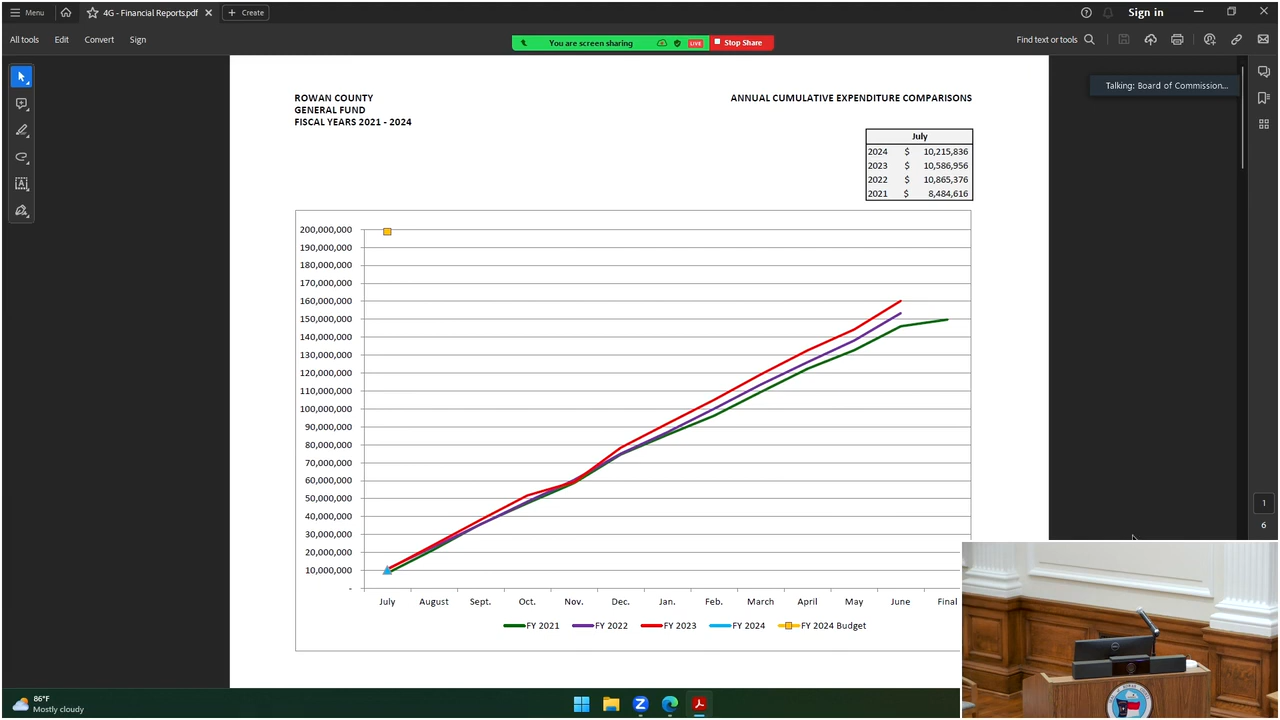 Menu
4G - Financial Reports.pdf
Create
Sign in
All tools
Edit
Convert
Sign
You are screen sharing
LIVE
Stop Share
Find text or tools
Talking: Board of Commission...
ROWAN COUNTY
GENERAL FUND
FISCAL YEARS 2021 - 2024
ANNUAL CUMULATIVE EXPENDITURE COMPARISONS
July
2024 $ 10,215,836
2023 $ 10,586,956
2022 $ 10,865,376
2021 $ 8,484,616
200,000,000
190,000,000
180,000,000
170,000,000
160,000,000
150,000,000
140,000,000
130,000,000
120,000,000
110,000,000
100,000,000
90,000,000
80,000,000
70,000,000
60,000,000
50,000,000
40,000,000
30,000,000
20,000,000
10,000,000
-
July August Sept. Oct. Nov. Dec. Jan. Feb. March April May June Final
FY 2021 FY 2022 FY 2023 FY 2024 FY 2024 Budget
1
6
86°F
Mostly cloudy